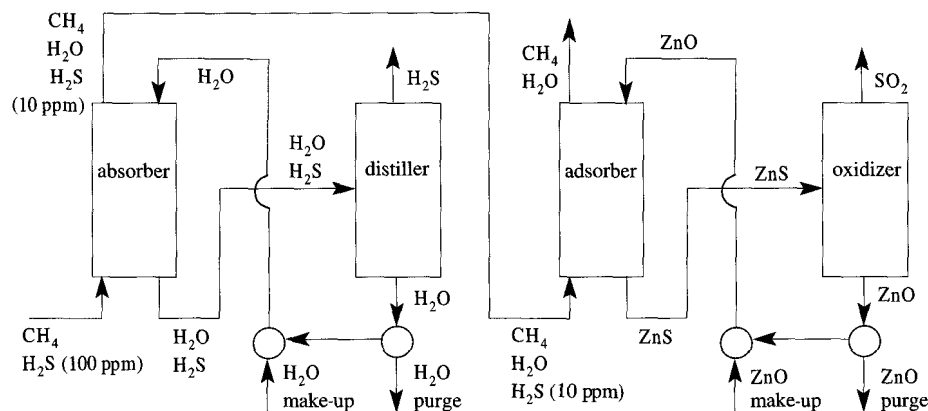 CH₄
H₂O
H₂S
(10 ppm)
H₂O
absorber
H₂O
H₂S
H₂S
distiller
CH₄
H₂S (100 ppm)
H₂O
H₂S
H₂O
H₂O
make-up
H₂O
purge
CH₄
H₂O
ZnO
adsorber
ZnS
SO₂
oxidizer
CH₄
H₂O
H₂S (10 ppm)
ZnS
ZnO
ZnO
make-up
ZnO
purge